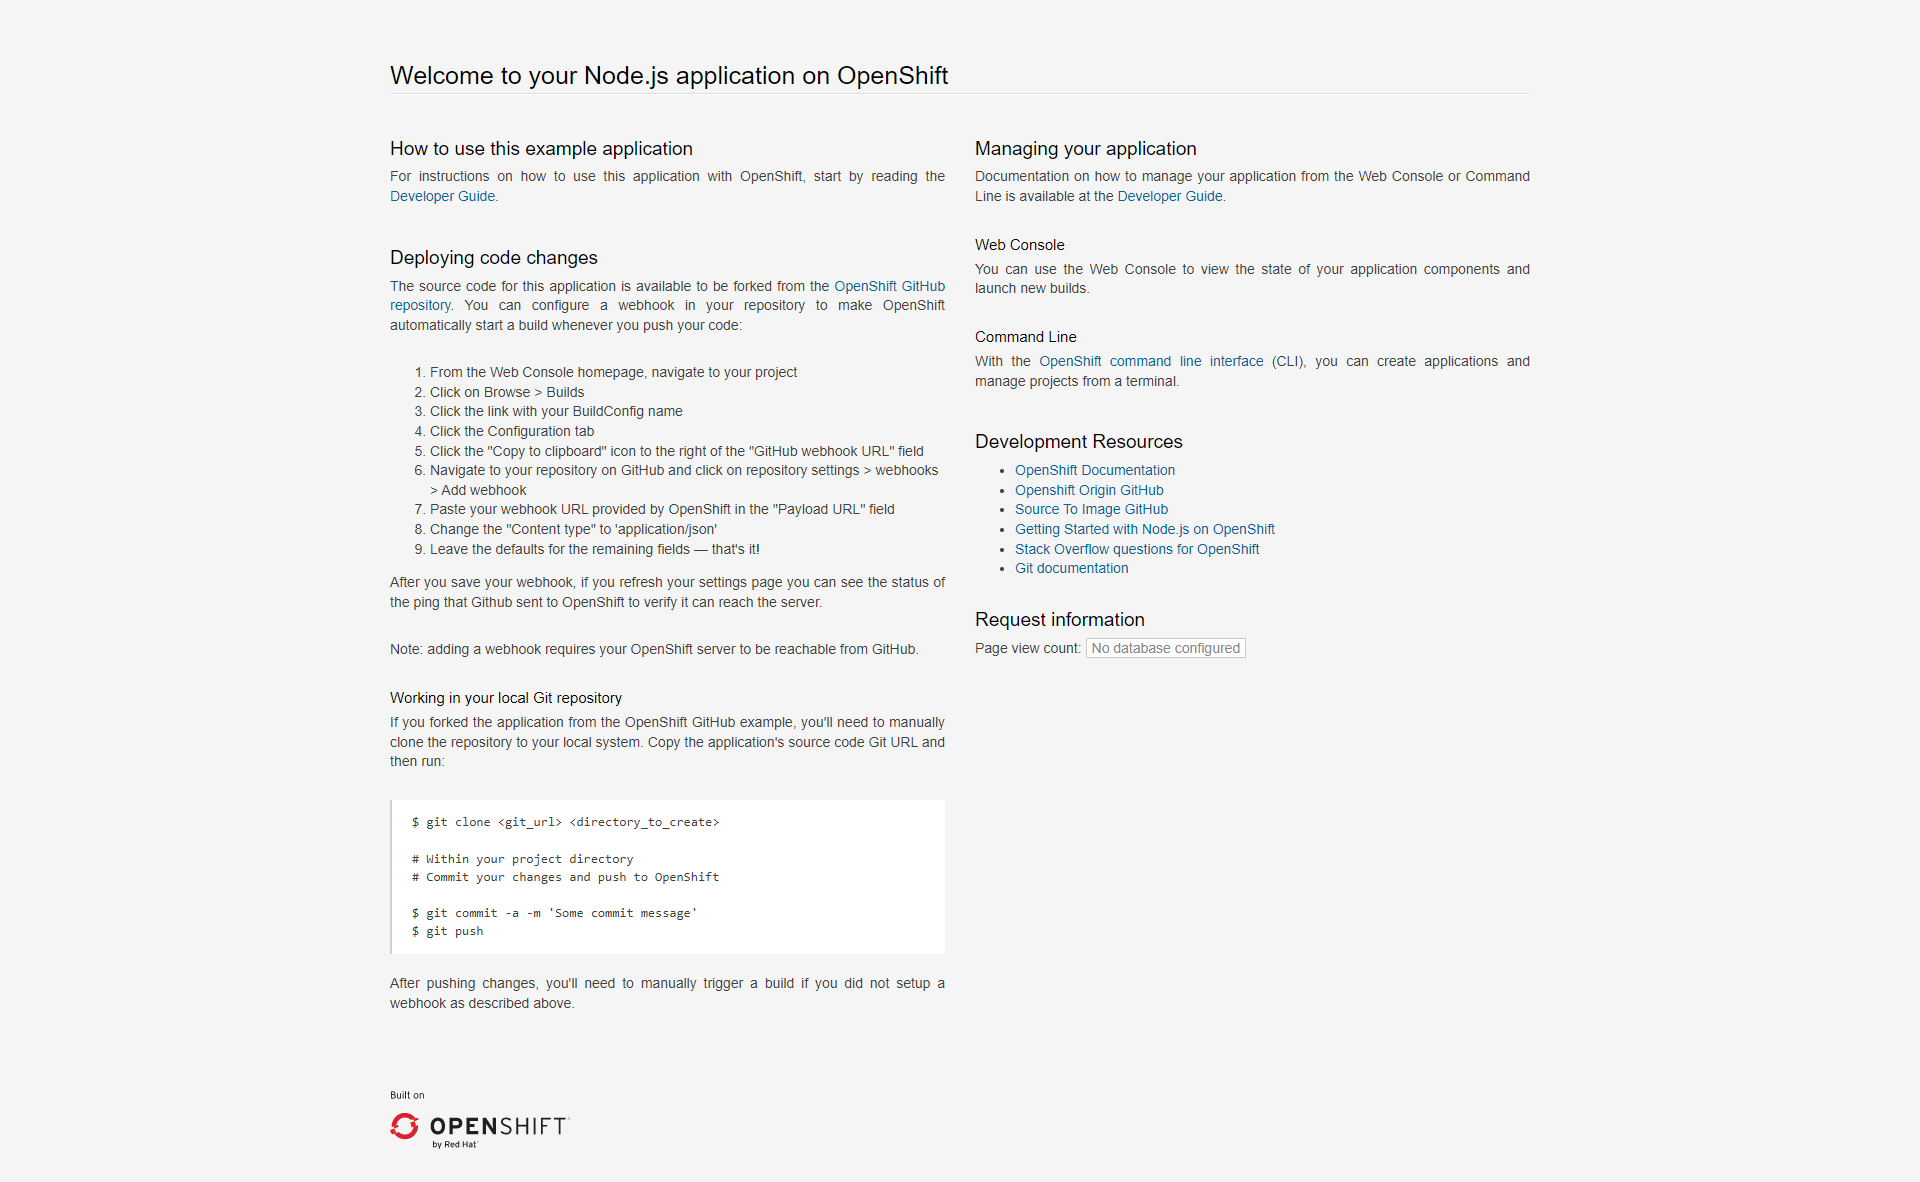 Welcome to your Node.js application on OpenShift
How to use this example application
For instructions on how to use this application with OpenShift, start by reading the
Developer Guide.
Deploying code changes
The source code for this application is available to be forked from the OpenShift GitHub
repository. You can configure a webhook in your repository to make OpenShift
automatically start a build whenever you push your code:
1. From the Web Console homepage, navigate to your project
2. Click on Browse > Builds
3. Click the link with your BuildConfig name
4. Click the Configuration tab
5. Click the "Copy to clipboard" icon to the right of the "GitHub webhook URL" field
6. Navigate to your repository on GitHub and click on repository settings > webhooks
> Add webhook
7. Paste your webhook URL provided by OpenShift in the "Payload URL" field
8. Change the "Content type" to 'application/json'
9. Leave the defaults for the remaining fields — that's it!
After you save your webhook, if you refresh your settings page you can see the status of
the ping that Github sent to OpenShift to verify it can reach the server.
Note: adding a webhook requires your OpenShift server to be reachable from GitHub.
Working in your local Git repository
If you forked the application from the OpenShift GitHub example, you'll need to manually
clone the repository to your local system. Copy the application's source code Git URL and
then run:
$ git clone <git_url> <directory_to_create>
# Within your project directory
# Commit your changes and push to OpenShift
$ git commit -a -m 'Some commit message'
$ git push
After pushing changes, you'll need to manually trigger a build if you did not setup a
webhook as described above.
Managing your application
Documentation on how to manage your application from the Web Console or Command
Line is available at the Developer Guide.
Web Console
You can use the Web Console to view the state of your application components and
launch new builds.
Command Line
With the OpenShift command line interface (CLI), you can create applications and
manage projects from a terminal.
Development Resources
• OpenShift Documentation
• Openshift Origin GitHub
• Source To Image GitHub
• Getting Started with Node.js on OpenShift
• Stack Overflow questions for OpenShift
• Git documentation
Request information
Page view count: No database configured
Built on
OPENSHIFT
by Red Hat